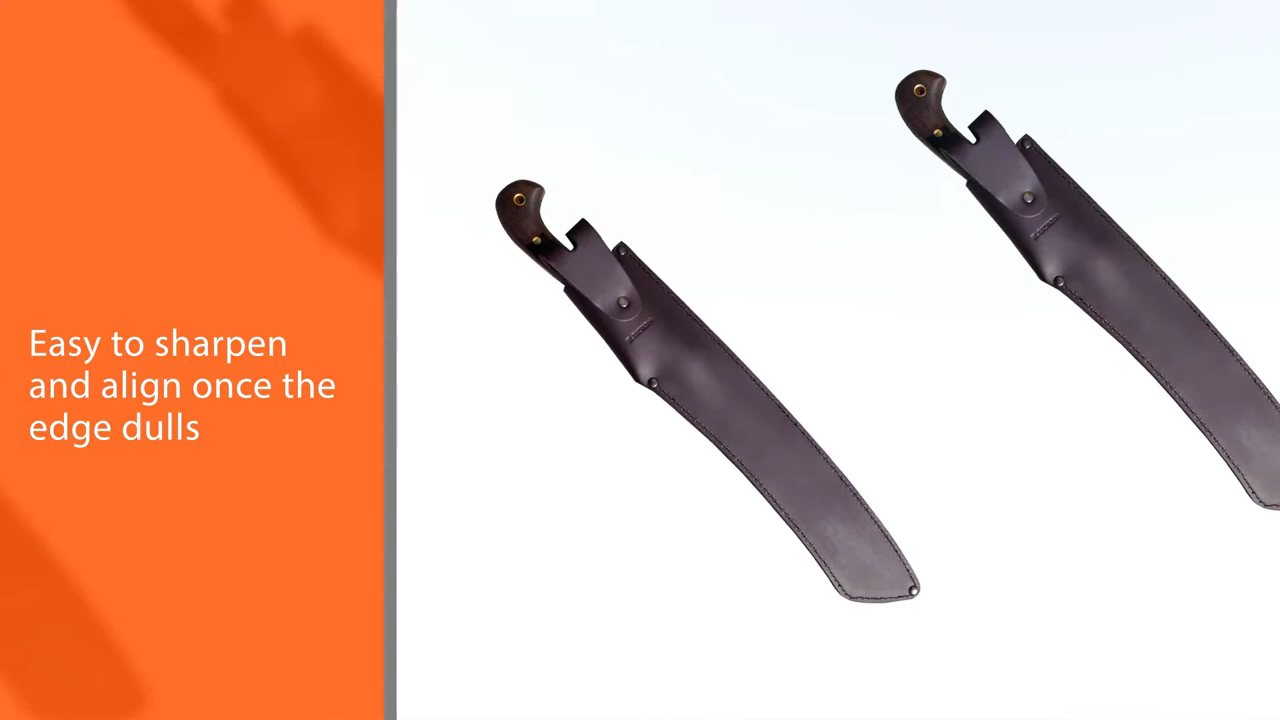 Easy to sharpen
and align once the
edge dulls